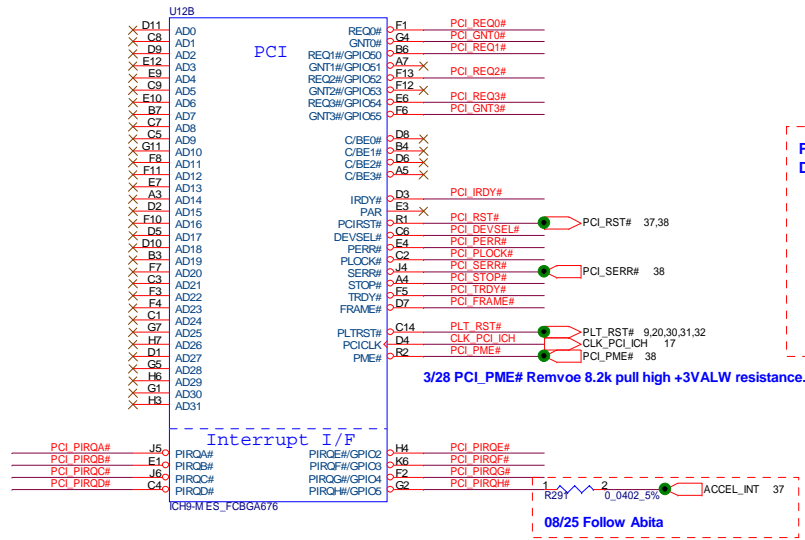 U12B
PCI
D11 AD0
C8 AD1
D9 AD2
E12 AD3
E9 AD4
C9 AD5
E10 AD6
B7 AD7
C7 AD8
C5 AD9
G11 AD10
F8 AD11
F11 AD12
E7 AD13
A3 AD14
D2 AD15
F10 AD16
D5 AD17
D10 AD18
B3 AD19
F7 AD20
C3 AD21
F3 AD22
F4 AD23
C1 AD24
G7 AD25
H7 AD26
D1 AD27
G5 AD28
H6 AD29
G1 AD30
H3 AD31
REQ0# F1 PCI_REQ0#
GNT0# G4 PCI_GNT0#
REQ1#/GPIO50 B6 PCI_REQ1#
GNT1#/GPIO51 A7
REQ2#/GPIO52 F13 PCI_REQ2#
GNT2#/GPIO53 F12
REQ3#/GPIO54 E6 PCI_REQ3#
GNT3#/GPIO55 F6 PCI_GNT3#
C/BE0# D8
C/BE1# B4
C/BE2# D6
C/BE3# A5
IRDY# D3 PCI_IRDY#
PAR E3
PCIRST# R1 PCI_RST# PCI_RST# 37,38
DEVSEL# C6 PCI_DEVSEL#
PERR# E4 PCI_PERR#
PLOCK# C2 PCI_PLOCK#
SERR# J4 PCI_SERR# PCI_SERR# 38
STOP# A4 PCI_STOP#
TRDY# F5 PCI_TRDY#
FRAME# D7 PCI_FRAME#
PLTRST# C14 PLT_RST# PLT_RST# 9,20,30,31,32
PCICLK D4 CLK_PCI_ICH CLK_PCI_ICH 17
PME# R2 PCI_PME# PCI_PME# 38
P
D
3/28 PCI_PME# Remvoe 8.2k pull high +3VALW resistance.
Interrupt I/F
PCI_PIRQA# J5 PIRQA# PIRQE#/GPIO2 H4 PCI_PIRQE#
PCI_PIRQB# E1 PIRQB# PIRQF#/GPIO3 K6 PCI_PIRQF#
PCI_PIRQC# J6 PIRQC# PIRQG#/GPIO4 F2 PCI_PIRQG#
PCI_PIRQD# C4 PIRQD# PIRQH#/GPIO5 G2 PCI_PIRQH# 1 2 ACCEL_INT 37
R291 0_0402_5%
ICH9-M ES_FCBGA676
08/25 Follow Abita